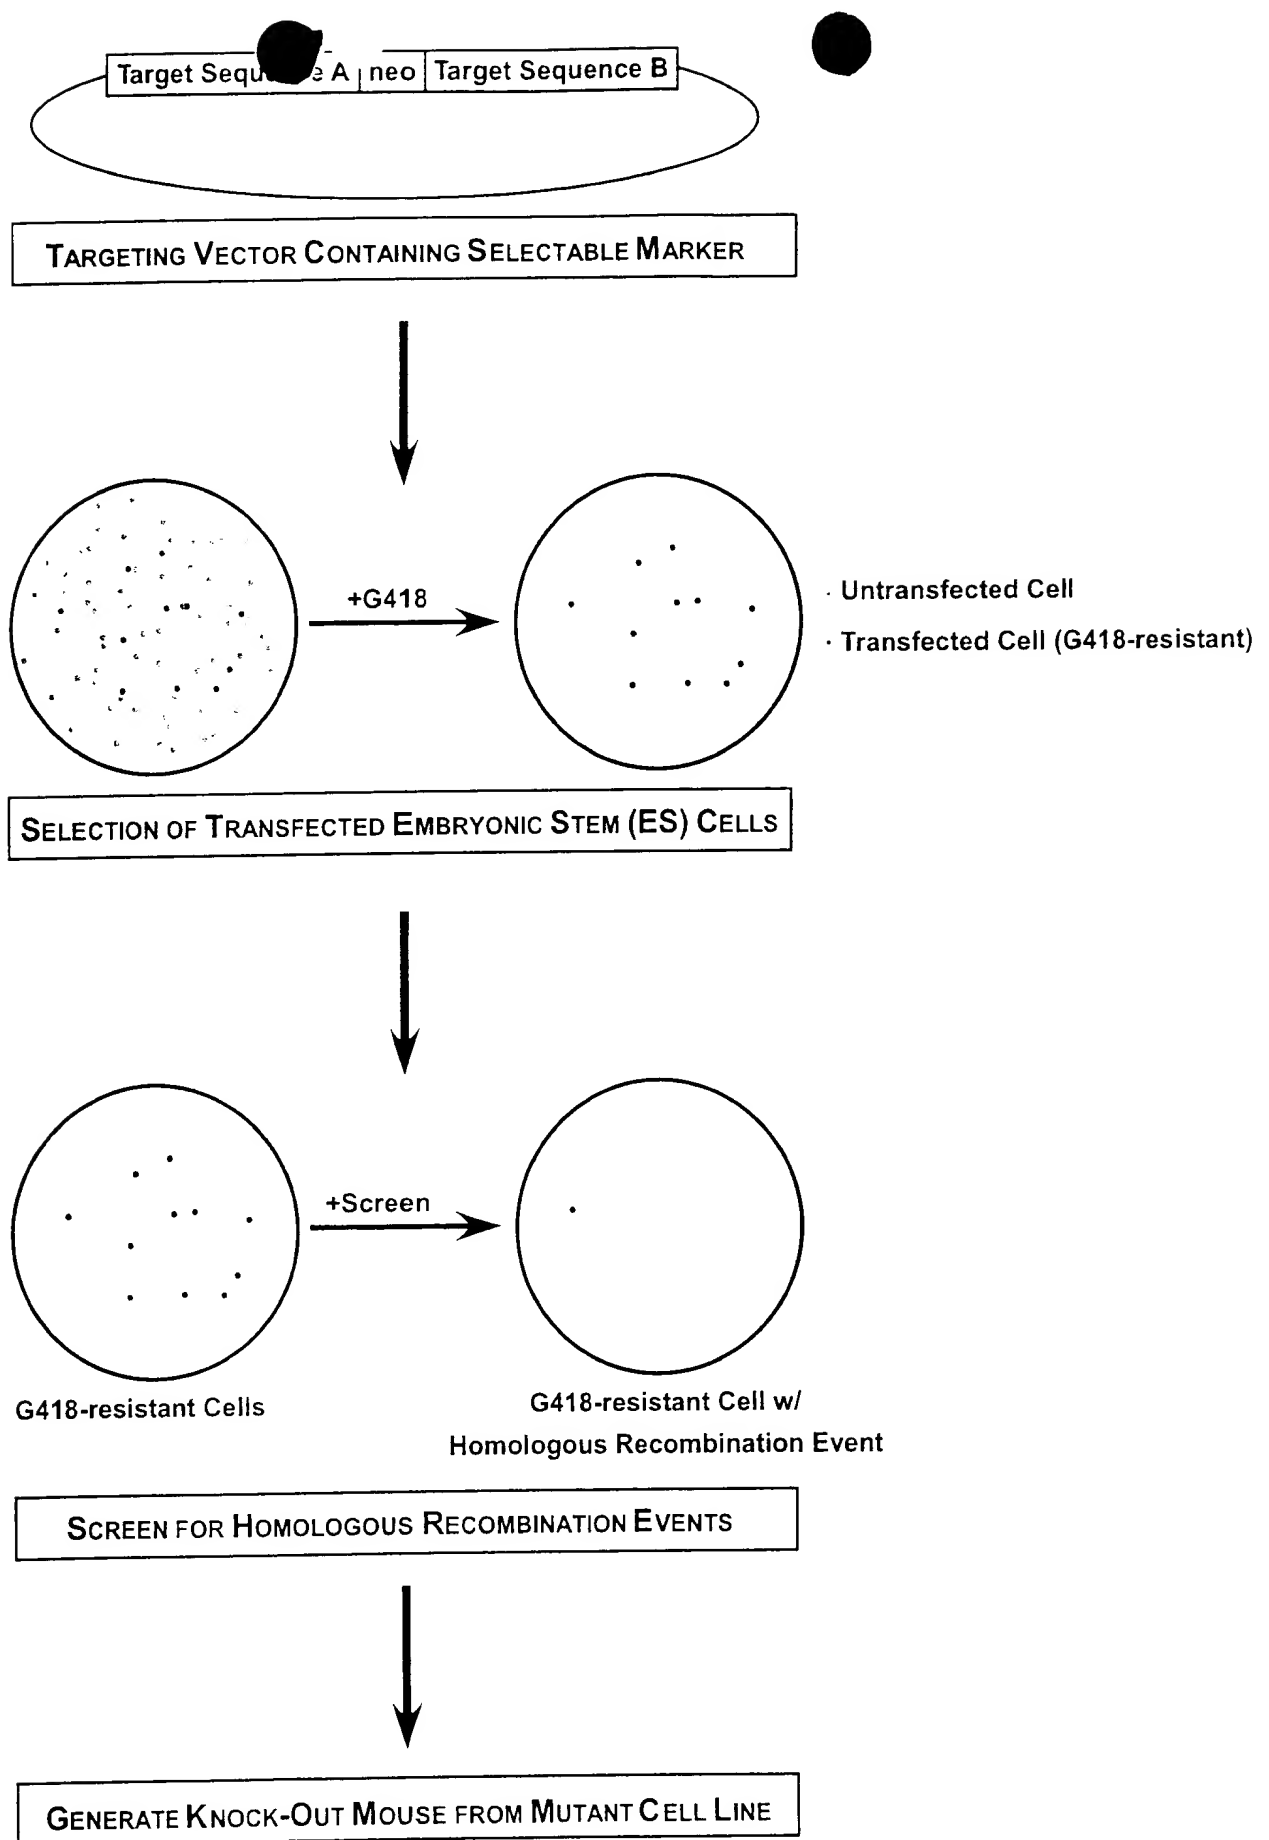 Target Sequ e A neo Target Sequence B
TARGETING VECTOR CONTAINING SELECTABLE MARKER
+G418
· Untransfected Cell
· Transfected Cell (G418-resistant)
SELECTION OF TRANSFECTED EMBRYONIC STEM (ES) CELLS
+Screen
G418-resistant Cells
G418-resistant Cell w/
Homologous Recombination Event
SCREEN FOR HOMOLOGOUS RECOMBINATION EVENTS
GENERATE KNOCK-OUT MOUSE FROM MUTANT CELL LINE